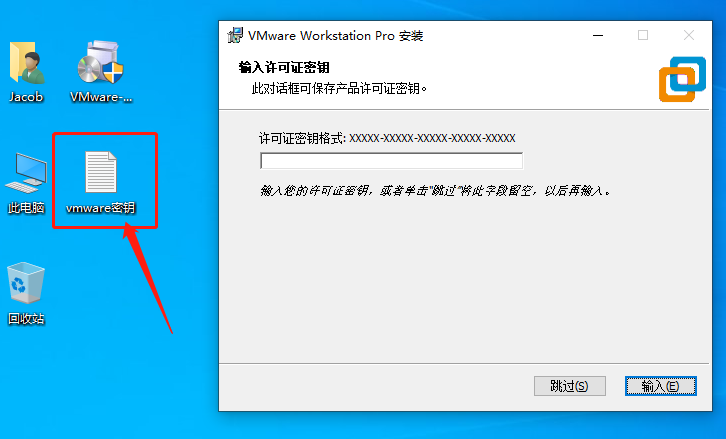 Jacob
VMware-...
此电脑
vmware密钥
回收站
VMware Workstation Pro 安装
输入许可证密钥
此对话框可保存产品许可证密钥。
许可证密钥格式: XXXXX-XXXXX-XXXXX-XXXXX-XXXXX
输入您的许可证密钥，或者单击“跳过”将此字段留空，以后再输入。
跳过(S)
输入(E)